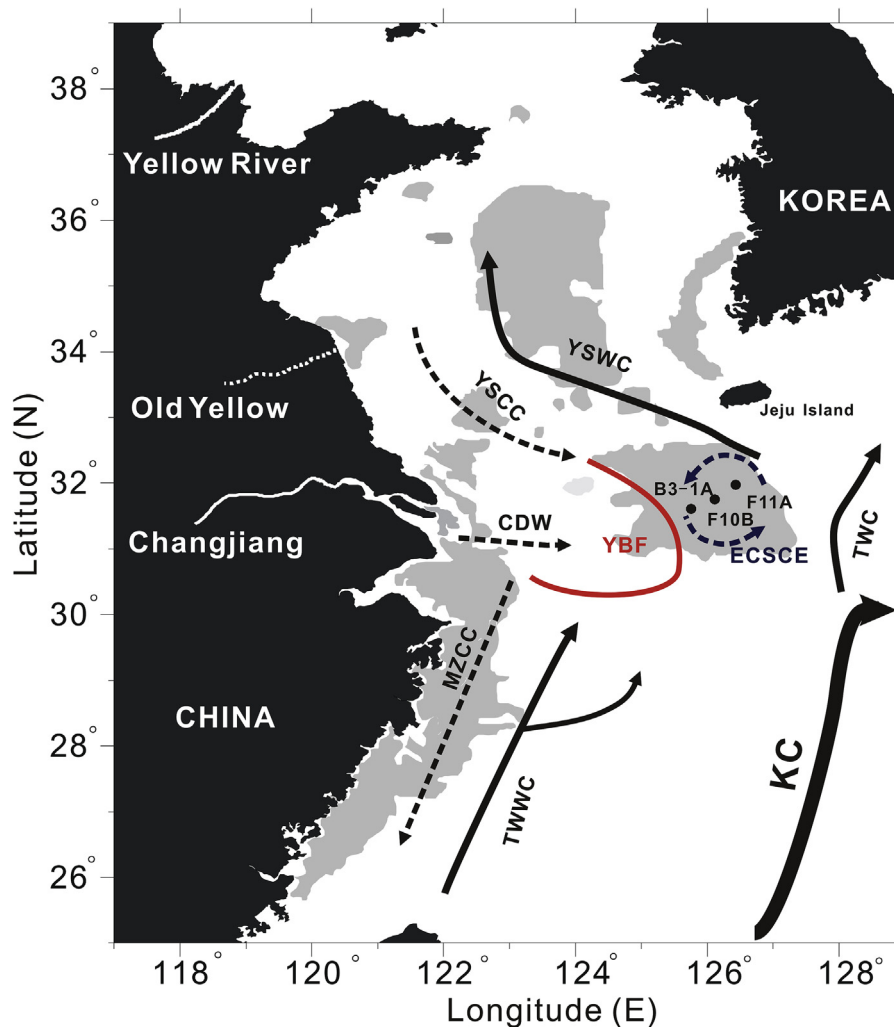 38°
36°
34°
32°
30°
28°
26°
Latitude (N)
118°
120°
122°
124°
126°
128°
Longitude (E)
Yellow River
KOREA
YSWC
YSCC
Jeju Island
Old Yellow
B3-1A
F11A
F10B
Changjiang
CDW
YBF
ECSCE
TWC
MZCC
CHINA
TWWC
KC